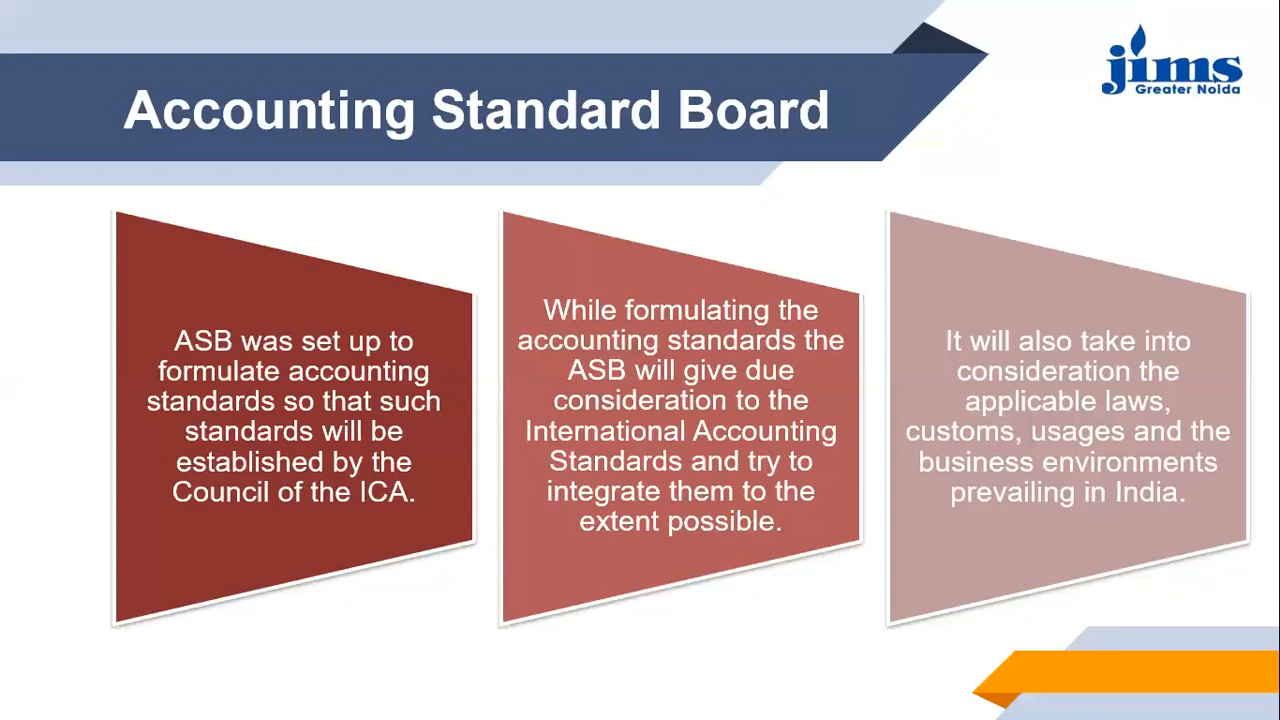 jims
Greater Noida
Accounting Standard Board
ASB was set up to
formulate accounting
standards so that such
standards will be
established by the
Council of the ICA.
While formulating the
accounting standards the
ASB will give due
consideration to the
International Accounting
Standards and try to
integrate them to the
extent possible.
It will also take into
consideration the
applicable laws,
customs, usages and the
business environments
prevailing in India.